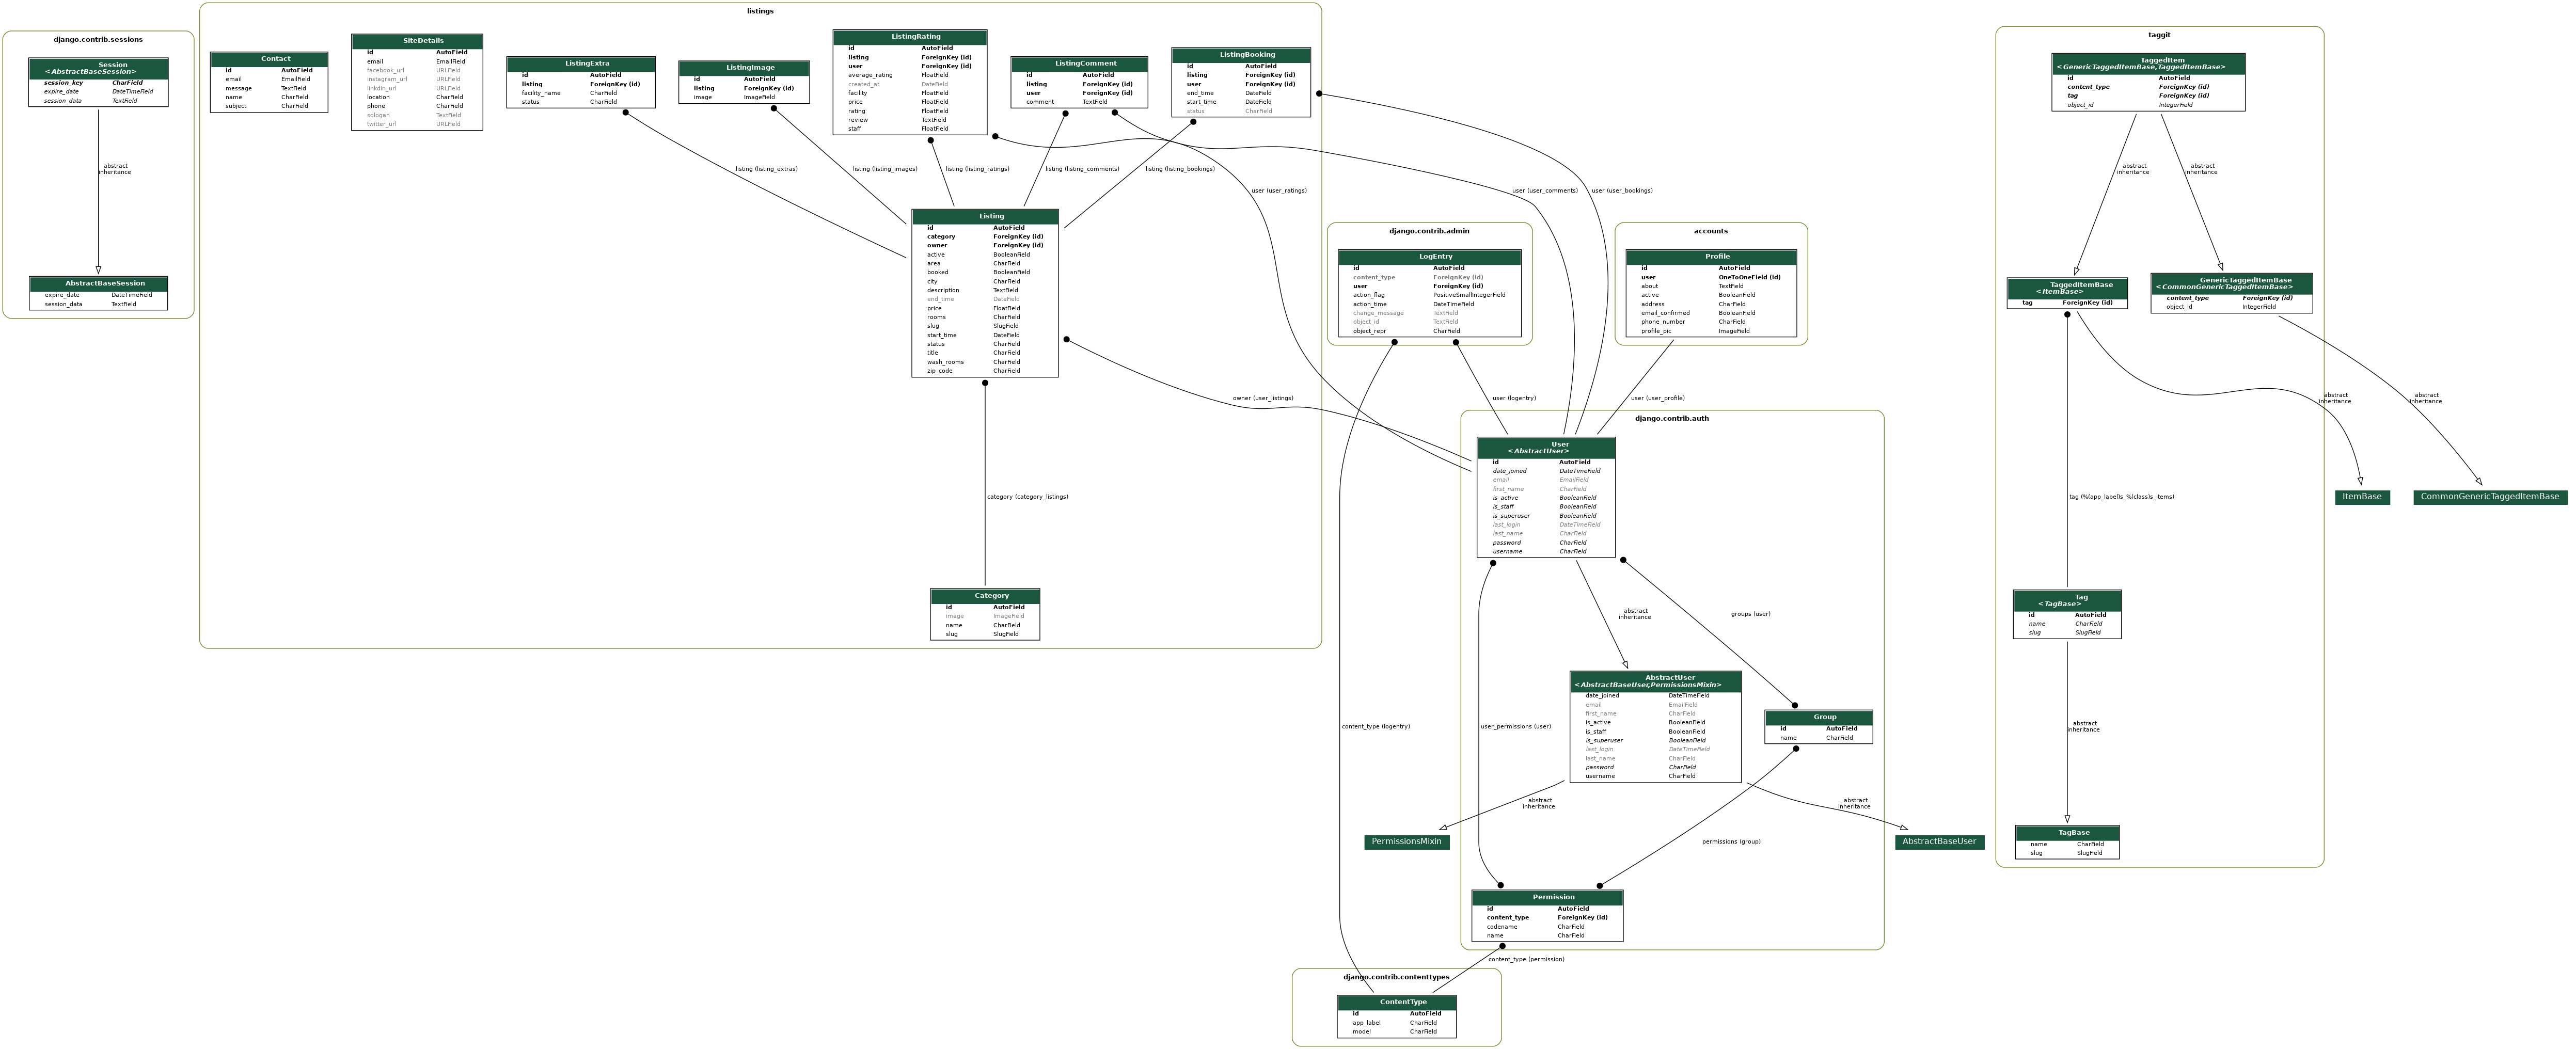 django.contrib.sessions
Session
<AbstractBaseSession>
session_key CharField
expire_date DateTimeField
session_data TextField
abstract
inheritance
AbstractBaseSession
expire_date DateTimeField
session_data TextField
listings
Contact
id AutoField
email EmailField
message TextField
name CharField
subject CharField
SiteDetails
id AutoField
email EmailField
facebook_url URLField
instagram_url URLField
linkdin_url URLField
location CharField
phone CharField
sologan TextField
twitter_url URLField
ListingExtra
id AutoField
listing ForeignKey (id)
facility_name CharField
status CharField
ListingImage
id AutoField
listing ForeignKey (id)
image ImageField
ListingRating
id AutoField
listing ForeignKey (id)
user ForeignKey (id)
average_rating FloatField
created_at DateField
facility FloatField
price FloatField
rating FloatField
review TextField
staff FloatField
ListingComment
id AutoField
listing ForeignKey (id)
user ForeignKey (id)
comment TextField
ListingBooking
id AutoField
listing ForeignKey (id)
user ForeignKey (id)
end_time DateField
start_time DateField
status CharField
listing (listing_extras)
listing (listing_images)
listing (listing_ratings)
listing (listing_comments)
listing (listing_bookings)
user (user_ratings)
user (user_comments)
user (user_bookings)
Listing
id AutoField
category ForeignKey (id)
owner ForeignKey (id)
active BooleanField
area CharField
booked BooleanField
city CharField
description TextField
end_time DateField
price FloatField
rooms CharField
slug SlugField
start_time DateField
status CharField
title CharField
wash_rooms CharField
zip_code CharField
owner (user_listings)
category (category_listings)
Category
id AutoField
image ImageField
name CharField
slug SlugField
django.contrib.admin
LogEntry
id AutoField
content_type ForeignKey (id)
user ForeignKey (id)
action_flag PositiveSmallIntegerField
action_time DateTimeField
change_message TextField
object_id TextField
object_repr CharField
accounts
Profile
id AutoField
user OneToOneField (id)
about TextField
active BooleanField
address CharField
email_confirmed BooleanField
phone_number CharField
profile_pic ImageField
user (logentry)
user (user_profile)
django.contrib.auth
User
<AbstractUser>
id AutoField
date_joined DateTimeField
email EmailField
first_name CharField
is_active BooleanField
is_staff BooleanField
is_superuser BooleanField
last_login DateTimeField
last_name CharField
password CharField
username CharField
abstract
inheritance
groups (user)
AbstractUser
<AbstractBaseUser,PermissionsMixin>
date_joined DateTimeField
email EmailField
first_name CharField
is_active BooleanField
is_staff BooleanField
is_superuser BooleanField
last_login DateTimeField
last_name CharField
password CharField
username CharField
Group
id AutoField
name CharField
content_type (logentry)
user_permissions (user)
abstract
inheritance
abstract
inheritance
PermissionsMixin
permissions (group)
AbstractBaseUser
Permission
id AutoField
content_type ForeignKey (id)
codename CharField
name CharField
content_type (permission)
django.contrib.contenttypes
ContentType
id AutoField
app_label CharField
model CharField
taggit
TaggedItem
<GenericTaggedItemBase,TaggedItemBase>
id AutoField
content_type ForeignKey (id)
tag ForeignKey (id)
object_id IntegerField
abstract
inheritance
abstract
inheritance
TaggedItemBase
<ItemBase>
tag ForeignKey (id)
GenericTaggedItemBase
<CommonGenericTaggedItemBase>
content_type ForeignKey (id)
object_id IntegerField
abstract
inheritance
abstract
inheritance
tag (%(app_label)s_%(class)s_items)
ItemBase
CommonGenericTaggedItemBase
Tag
<TagBase>
id AutoField
name CharField
slug SlugField
abstract
inheritance
TagBase
name CharField
slug SlugField